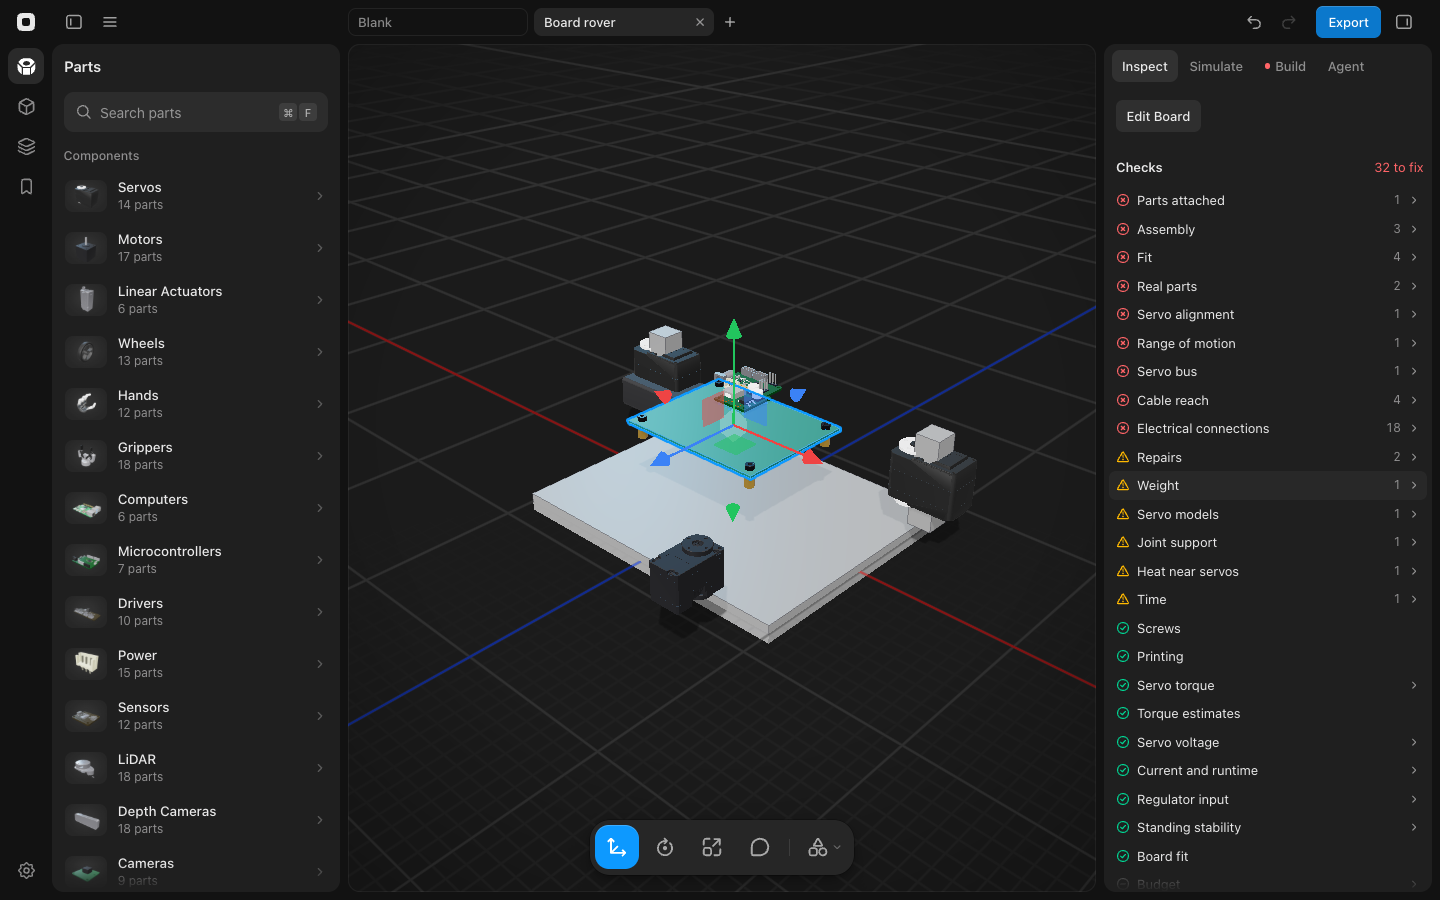 Blank
Board rover
Export
Parts
Search parts
⌘ F
Components
Servos
14 parts
Motors
17 parts
Linear Actuators
6 parts
Wheels
13 parts
Hands
12 parts
Grippers
18 parts
Computers
6 parts
Microcontrollers
7 parts
Drivers
10 parts
Power
15 parts
Sensors
12 parts
LiDAR
18 parts
Depth Cameras
18 parts
Cameras
9 parts
Inspect Simulate Build Agent
Edit Board
Checks 32 to fix
Parts attached 1
Assembly 3
Fit 4
Real parts 2
Servo alignment 1
Range of motion 1
Servo bus 1
Cable reach 4
Electrical connections 18
Repairs 2
Weight 1
Servo models 1
Joint support 1
Heat near servos 1
Time 1
Screws
Printing
Servo torque
Torque estimates
Servo voltage
Current and runtime
Regulator input
Standing stability
Board fit
Budget